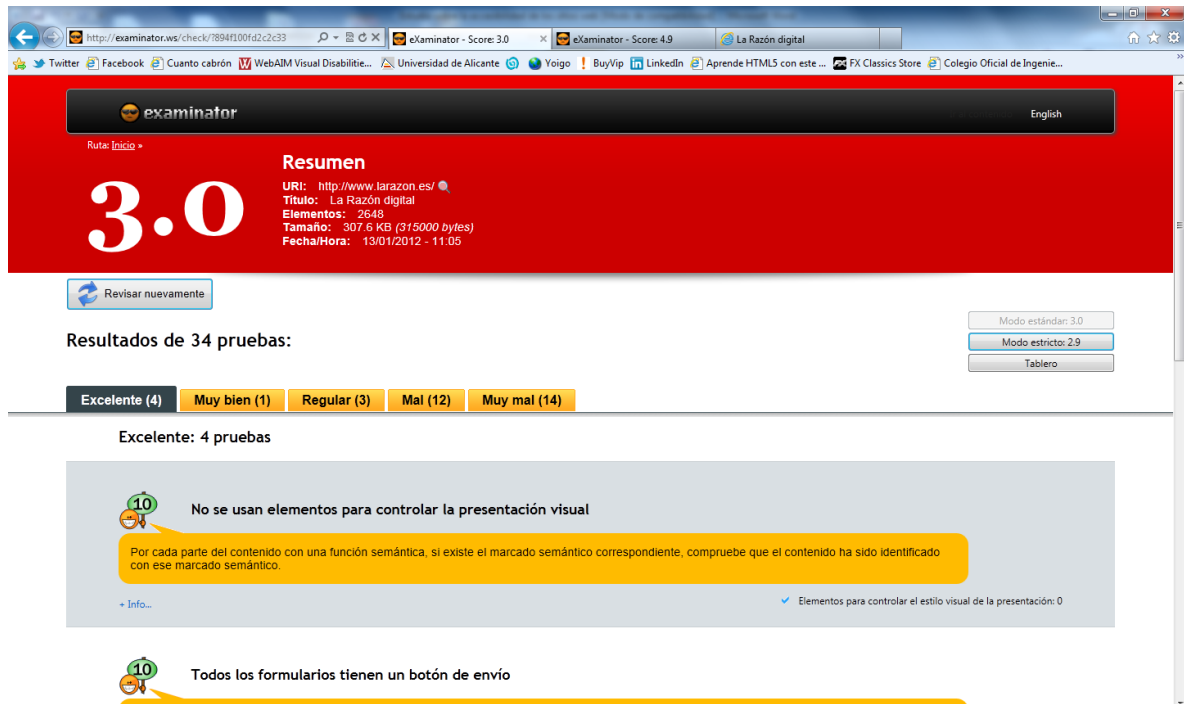 http://examinator.ws/check/?894f100fd2c2c33
eXaminator - Score: 3.0
eXaminator - Score: 4.9
La Razón digital
Twitter
Facebook
Cuanto cabrón
WebAIM Visual Disabilitie...
Universidad de Alicante
Yoigo
BuyVip
LinkedIn
Aprende HTML5 con este ...
FX Classics Store
Colegio Oficial de Ingenie...
examinator
English
Ruta: Inicio »
3.0
Resumen
URI: http://www.larazon.es/
Título: La Razón digital
Elementos: 2648
Tamaño: 307.6 KB (315000 bytes)
Fecha/Hora: 13/01/2012 - 11:05
Revisar nuevamente
Resultados de 34 pruebas:
Modo estándar: 3.0
Modo estricto: 2.9
Tablero
Excelente (4)
Muy bien (1)
Regular (3)
Mal (12)
Muy mal (14)
Excelente: 4 pruebas
10
No se usan elementos para controlar la presentación visual
Por cada parte del contenido con una función semántica, si existe el marcado semántico correspondiente, compruebe que el contenido ha sido identificado
con ese marcado semántico.
+ Info...
Elementos para controlar el estilo visual de la presentación: 0
10
Todos los formularios tienen un botón de envío